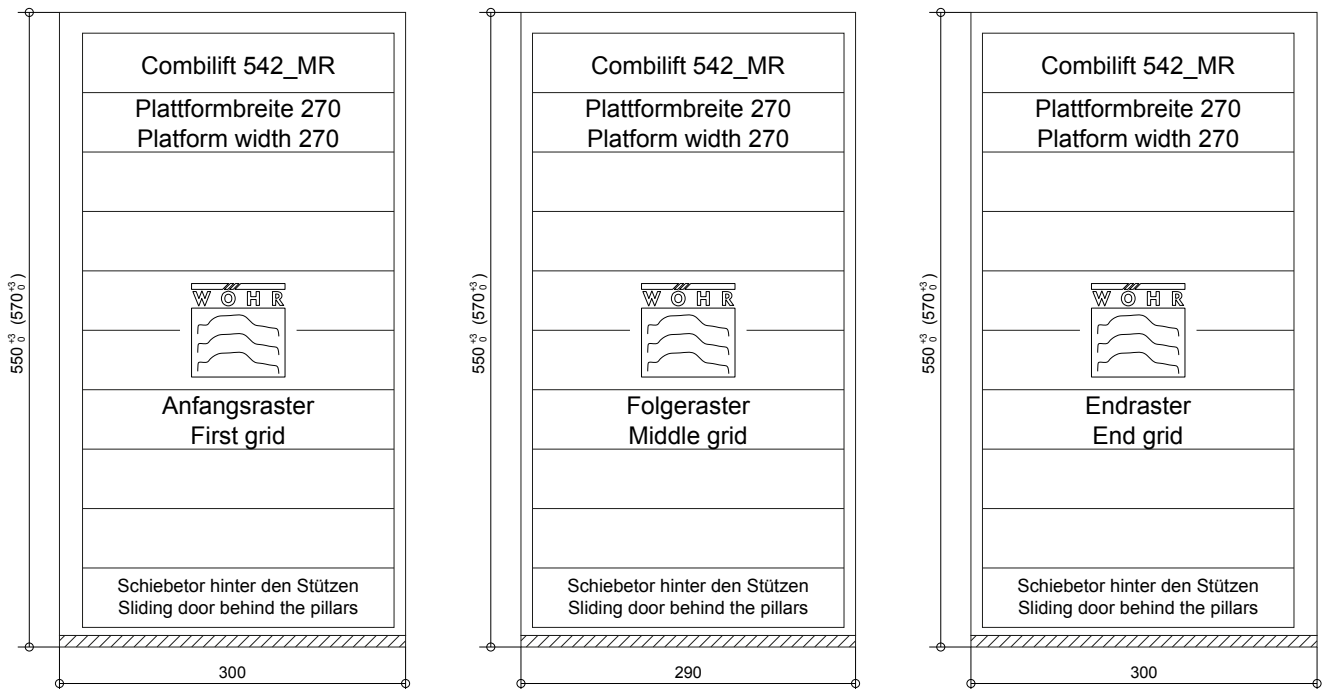 Combilift 542_MR
Plattformbreite 270
Platform width 270
WÖHR
Anfangsraster
First grid
Schiebetor hinter den Stützen
Sliding door behind the pillars
550 +3 0 (570 +3 0)
300
Combilift 542_MR
Plattformbreite 270
Platform width 270
WÖHR
Folgeraster
Middle grid
Schiebetor hinter den Stützen
Sliding door behind the pillars
550 +3 0 (570 +3 0)
290
Combilift 542_MR
Plattformbreite 270
Platform width 270
WÖHR
Endraster
End grid
Schiebetor hinter den Stützen
Sliding door behind the pillars
550 +3 0 (570 +3 0)
300